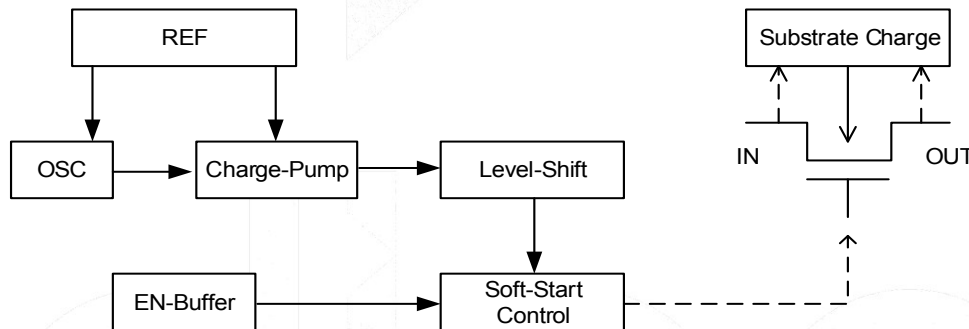 REF
Substrate Charge
IN
OUT
OSC
Charge-Pump
Level-Shift
EN-Buffer
Soft-Start
Control